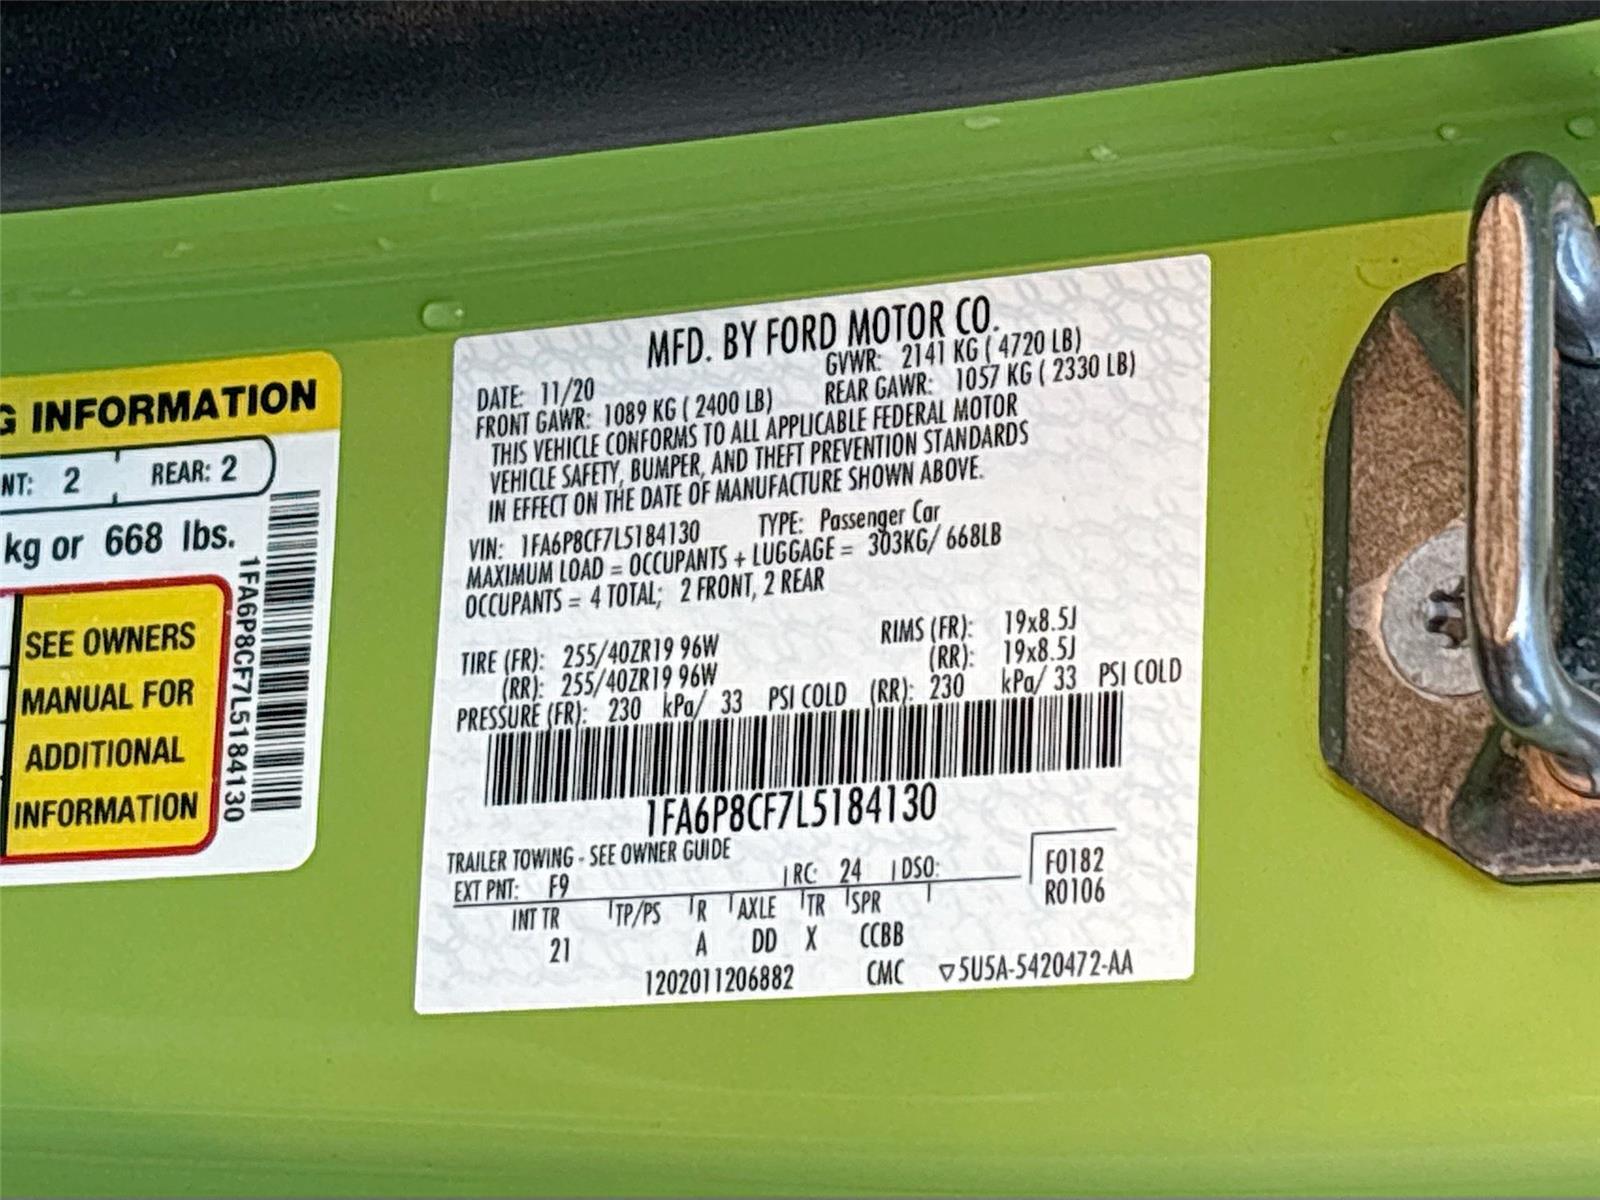 G INFORMATION
NT: 2 REAR: 2
kg or 668 lbs.
SEE OWNERS
MANUAL FOR
ADDITIONAL
INFORMATION
1FA6P8CF7L5184130
MFD. BY FORD MOTOR CO.
DATE: 11/20 GVWR: 2141 KG ( 4720 LB)
FRONT GAWR: 1089 KG ( 2400 LB) REAR GAWR: 1057 KG ( 2330 LB)
THIS VEHICLE CONFORMS TO ALL APPLICABLE FEDERAL MOTOR
VEHICLE SAFETY, BUMPER, AND THEFT PREVENTION STANDARDS
IN EFFECT ON THE DATE OF MANUFACTURE SHOWN ABOVE.
VIN: 1FA6P8CF7L5184130 TYPE: Passenger Car
MAXIMUM LOAD = OCCUPANTS + LUGGAGE = 303KG/ 668LB
OCCUPANTS = 4 TOTAL; 2 FRONT, 2 REAR
TIRE (FR): 255/40ZR19 96W RIMS (FR): 19x8.5J
(RR): 255/40ZR19 96W (RR): 19x8.5J
PRESSURE (FR): 230 kPa/ 33 PSI COLD (RR): 230 kPa/ 33 PSI COLD
1FA6P8CF7L5184130
TRAILER TOWING - SEE OWNER GUIDE
EXT PNT: F9 RC: 24 DSO: F0182
R0106
INT TR TP/PS R AXLE TR SPR
21 A DD X CCBB
1202011206882 CMC ▽5U5A-5420472-AA